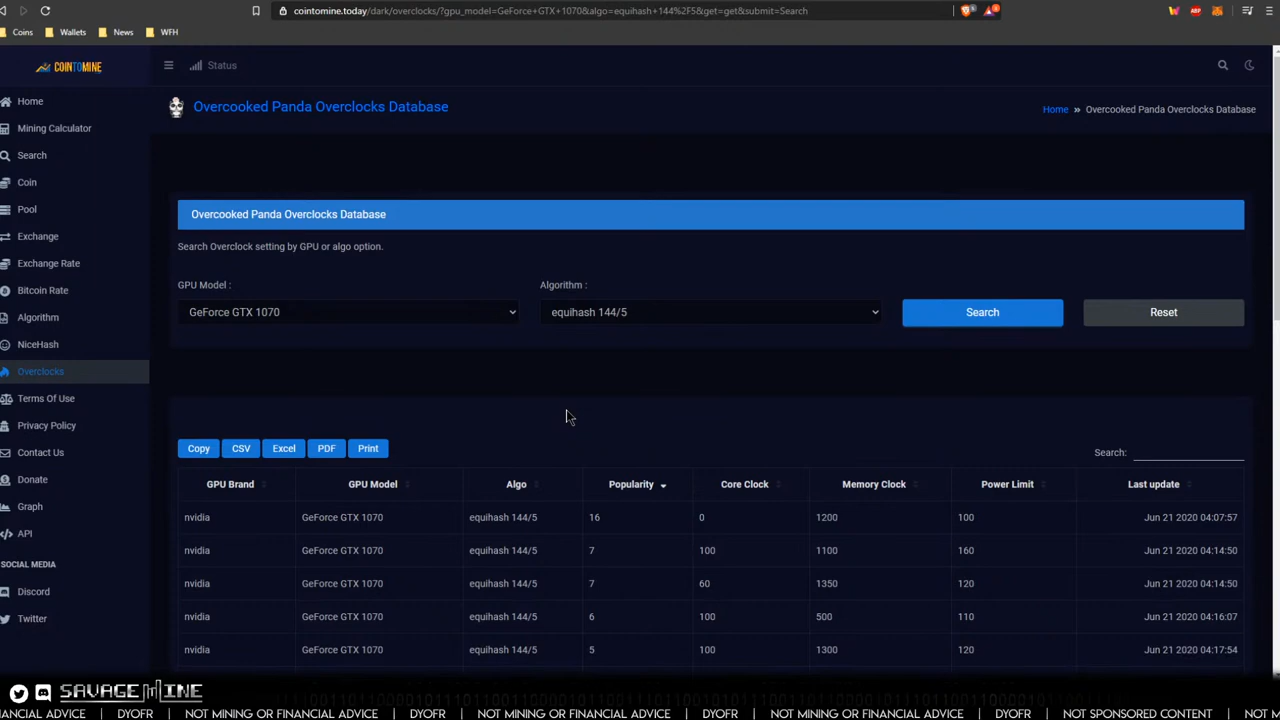 cointomine.today/dark/overclocks/?gpu_model=GeForce+GTX+1070&algo=equihash+144%2F5&get=get&submit=Search
Coins Wallets News WFH
COINTOMINE
Status
Overcooked Panda Overclocks Database
Home » Overcooked Panda Overclocks Database
Home
Mining Calculator
Search
Coin
Pool
Exchange
Exchange Rate
Bitcoin Rate
Algorithm
NiceHash
Overclocks
Terms Of Use
Privacy Policy
Contact Us
Donate
Graph
API
SOCIAL MEDIA
Discord
Twitter
Overcooked Panda Overclocks Database
Search Overclock setting by GPU or algo option.
GPU Model : Algorithm :
GeForce GTX 1070 equihash 144/5 Search Reset
Copy CSV Excel PDF Print Search:
GPU Brand GPU Model Algo Popularity Core Clock Memory Clock Power Limit Last update
nvidia GeForce GTX 1070 equihash 144/5 16 0 1200 100 Jun 21 2020 04:07:57
nvidia GeForce GTX 1070 equihash 144/5 7 100 1100 160 Jun 21 2020 04:14:50
nvidia GeForce GTX 1070 equihash 144/5 7 60 1350 120 Jun 21 2020 04:14:50
nvidia GeForce GTX 1070 equihash 144/5 6 100 500 110 Jun 21 2020 04:16:07
nvidia GeForce GTX 1070 equihash 144/5 5 100 1300 120 Jun 21 2020 04:17:54
SAVAGEMINE
NANCIAL ADVICE | DYOFR | NOT MINING OR FINANCIAL ADVICE | DYOFR | NOT MINING OR FINANCIAL ADVICE | DYOFR | NOT MINING OR FINANCIAL ADVICE | DYOFR | NOT SPONSORED CONTENT | NOT